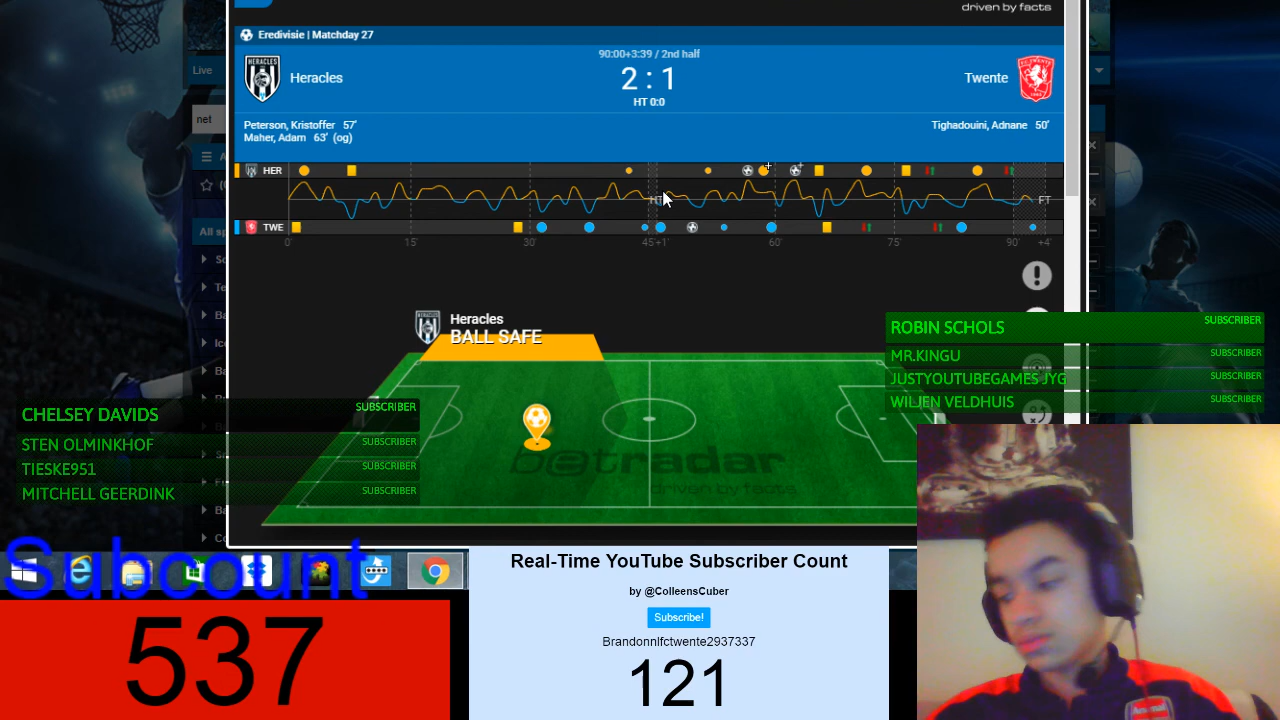 driven by facts
Eredivisie | Matchday 27
90:00+3:39 / 2nd half
Heracles
2 : 1
Twente
HT 0:0
Peterson, Kristoffer 57'
Maher, Adam 63' (og)
Tighadouini, Adnane 50'
HER
FT
TWE
0' 15' 30' 45'+1' 60' 75' 90' +4'
Live
net
All sp
HERACLES
Heracles
BALL SAFE
betradar
driven by facts
ROBIN SCHOLS SUBSCRIBER
MR.KINGU SUBSCRIBER
JUSTYOUTUBEGAMES JYG SUBSCRIBER
WILJEN VELDHUIS SUBSCRIBER
CHELSEY DAVIDS SUBSCRIBER
STEN OLMINKHOF SUBSCRIBER
TIESKE951 SUBSCRIBER
MITCHELL GEERDINK SUBSCRIBER
Subcount
537
Real-Time YouTube Subscriber Count
by @ColleensCuber
Subscribe!
Brandonnlfctwente2937337
121
Arsenal